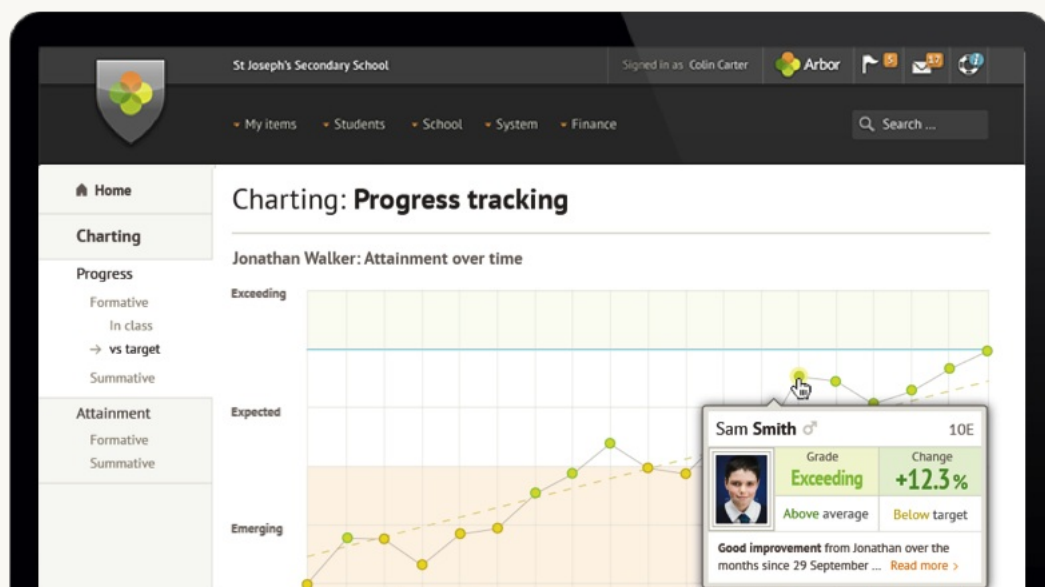 St Joseph's Secondary School
Signed in as Colin Carter
Arbor
5
17
i
My items
Students
School
System
Finance
Search ...
Home
Charting
Progress
Formative
In class
→ vs target
Summative
Attainment
Formative
Summative
Charting: Progress tracking
Jonathan Walker: Attainment over time
Exceeding
Expected
Emerging
Sam Smith ♂ 10E
Grade
Exceeding
Change
+12.3%
Above average
Below target
Good improvement from Jonathan over the
months since 29 September ... Read more >